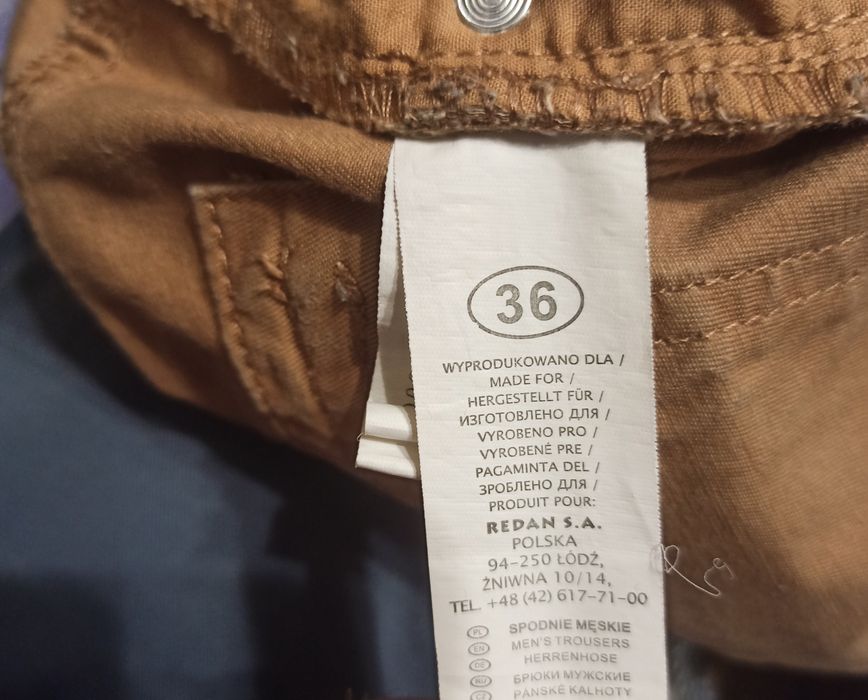 36
WYPRODUKOWANO DLA /
MADE FOR /
HERGESTELLT FÜR /
ИЗГОТОВЛЕНО ДЛЯ /
VYROBENO PRO /
VYROBENÉ PRE /
PAGAMINTA DEL /
ЗРОБЛЕНО ДЛЯ /
PRODUIT POUR:
REDAN S.A.
POLSKA
94-250 ŁÓDŹ,
ŻNIWNA 10/14,
TEL. +48 (42) 617-71-00
PL SPODNIE MĘSKIE
EN MEN'S TROUSERS
DE HERRENHOSE
RU БРЮКИ МУЖСКИЕ
CZ PÁNSKÉ KALHOTY